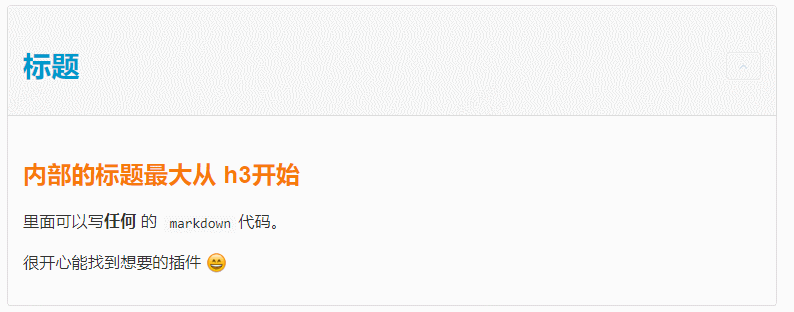 标题
内部的标题最大从 h3开始
里面可以写任何 的 markdown 代码。
很开心能找到想要的插件 😄